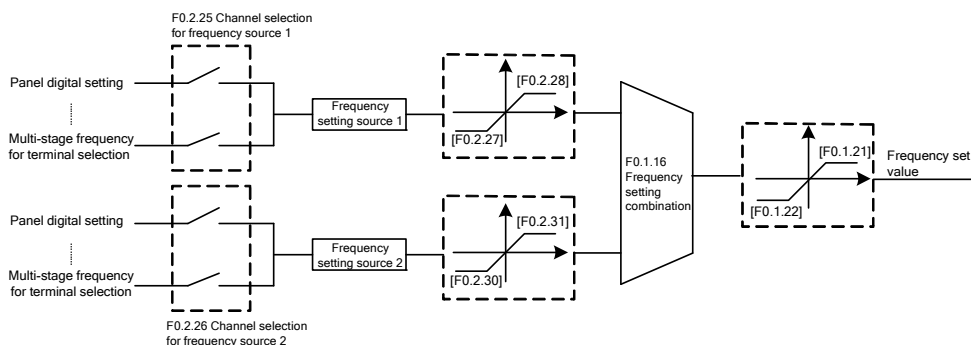 F0.2.25 Channel selection
for frequency source 1
Panel digital setting
Multi-stage frequency
for terminal selection
Frequency
setting source 1
[F0.2.28]
[F0.2.27]
F0.1.16
Frequency
setting
combination
[F0.1.21]
[F0.1.22]
Frequency set
value
Panel digital setting
Multi-stage frequency
for terminal selection
Frequency
setting source 2
[F0.2.31]
[F0.2.30]
F0.2.26 Channel selection
for frequency source 2